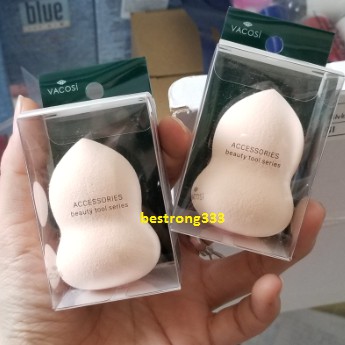 blue
VACOSI
VACOSI
ACCESSORIES
beauty tool series
ACCESSORIES
beauty tool series
bestrong333